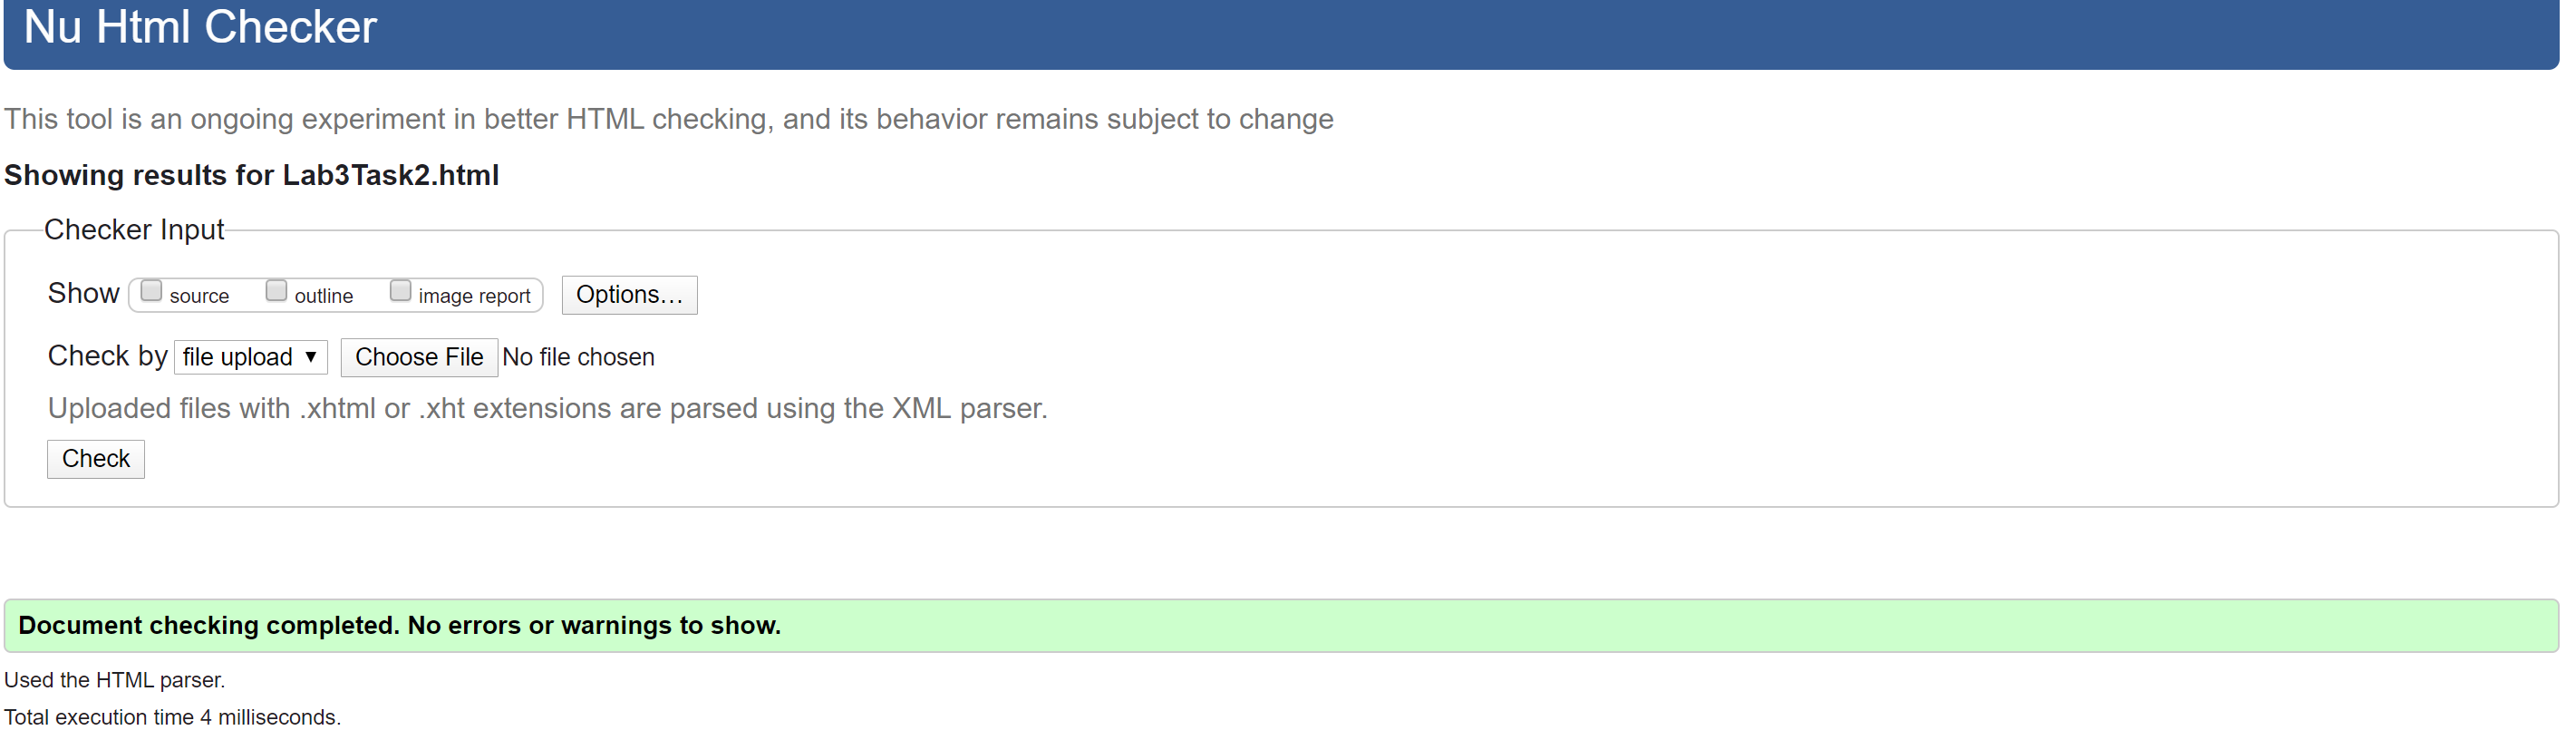 Nu Html Checker
This tool is an ongoing experiment in better HTML checking, and its behavior remains subject to change
Showing results for Lab3Task2.html
Checker Input
Show source outline image report Options…
Check by file upload Choose File No file chosen
Uploaded files with .xhtml or .xht extensions are parsed using the XML parser.
Check
Document checking completed. No errors or warnings to show.
Used the HTML parser.
Total execution time 4 milliseconds.